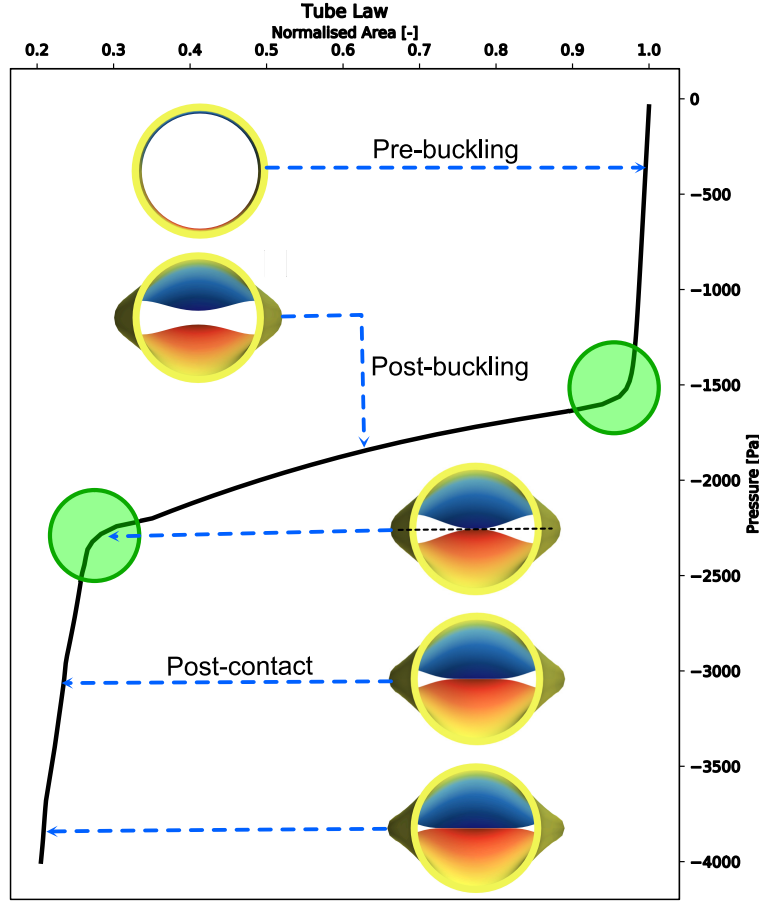 Tube Law
Normalised Area [-]
0.2 0.3 0.4 0.5 0.6 0.7 0.8 0.9 1.0
0
Pre-buckling
−500
−1000
Post-buckling
−1500
−2000
Pressure [Pa]
−2500
Post-contact
−3000
−3500
−4000